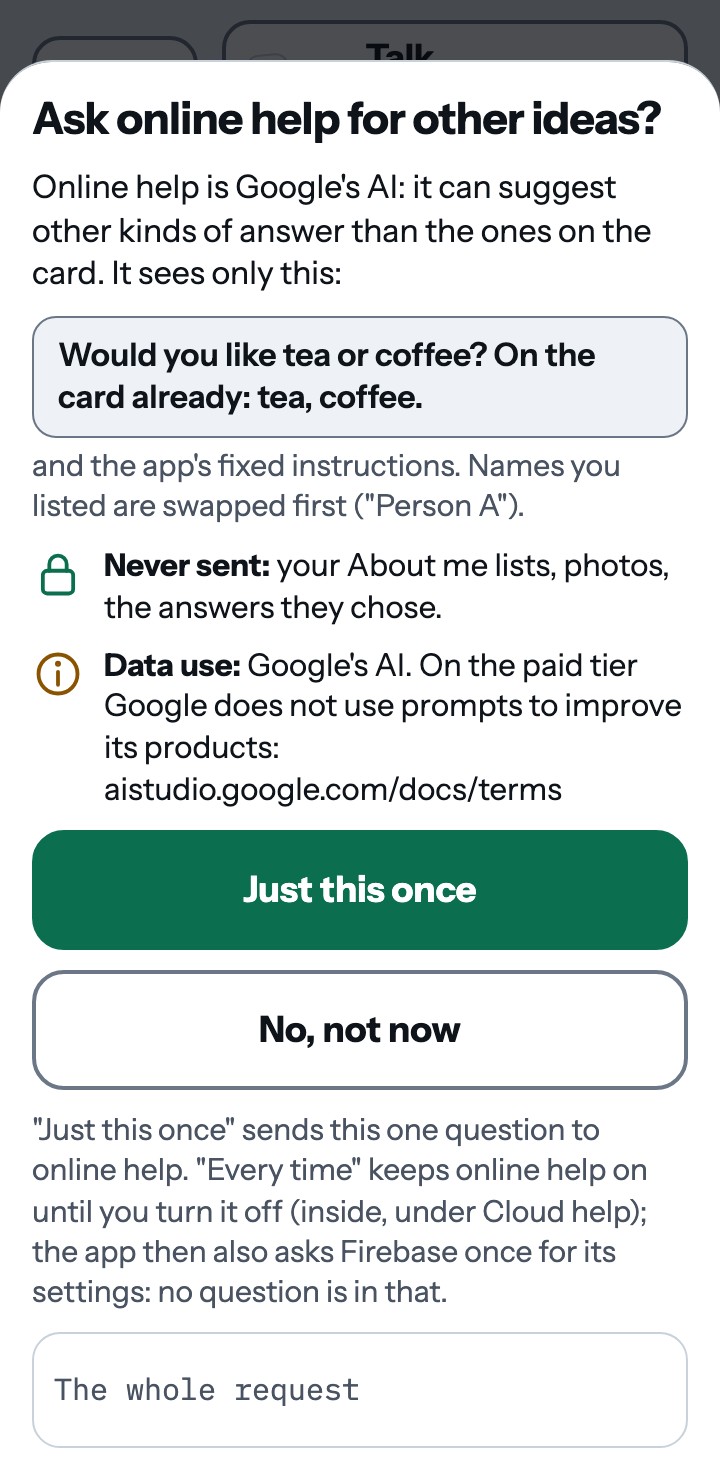 Talk
Ask online help for other ideas?
Online help is Google's AI: it can suggest
other kinds of answer than the ones on the
card. It sees only this:
Would you like tea or coffee? On the
card already: tea, coffee.
and the app's fixed instructions. Names you
listed are swapped first ("Person A").
Never sent: your About me lists, photos,
the answers they chose.
Data use: Google's AI. On the paid tier
Google does not use prompts to improve
its products:
aistudio.google.com/docs/terms
Just this once
No, not now
"Just this once" sends this one question to
online help. "Every time" keeps online help on
until you turn it off (inside, under Cloud help);
the app then also asks Firebase once for its
settings: no question is in that.
The whole request